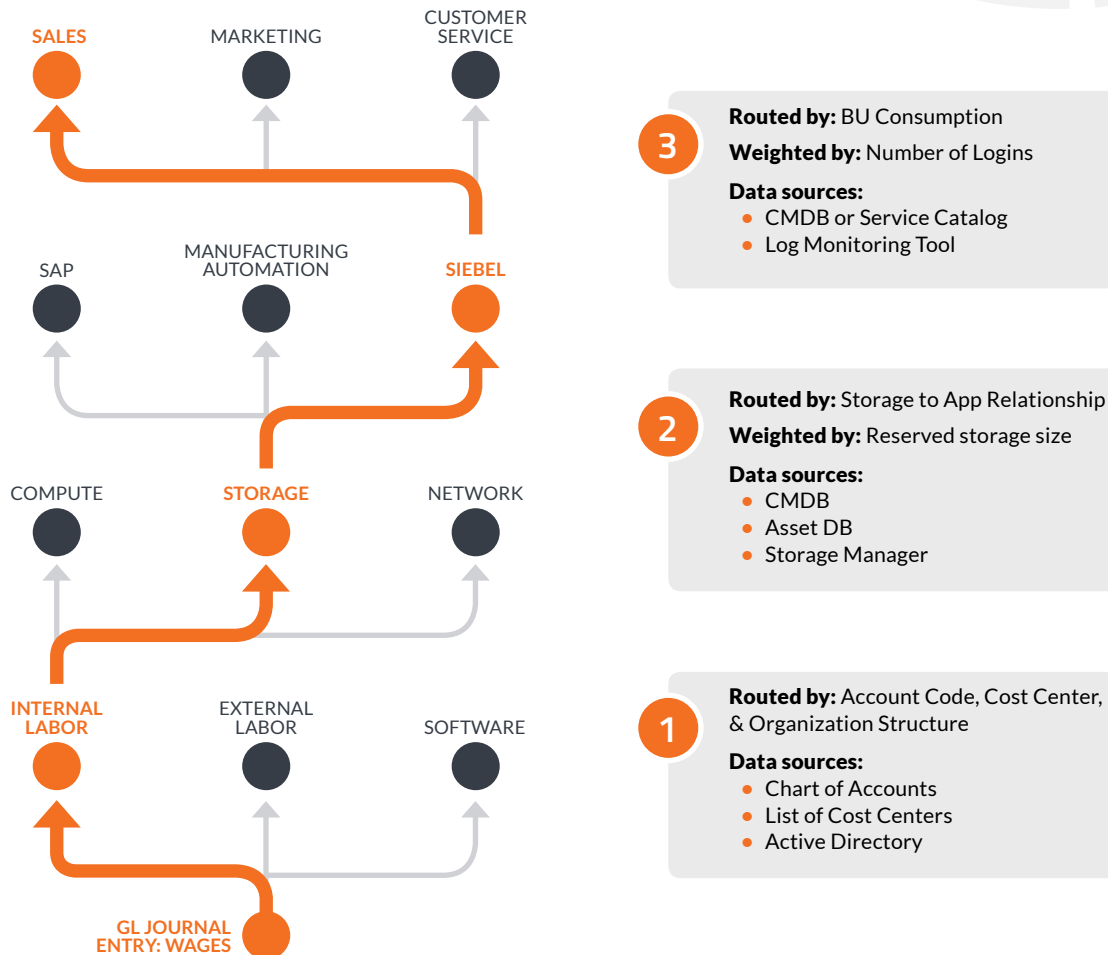 SALES
MARKETING
CUSTOMER
SERVICE
SAP
MANUFACTURING
AUTOMATION
SIEBEL
COMPUTE
STORAGE
NETWORK
INTERNAL
LABOR
EXTERNAL
LABOR
SOFTWARE
GL JOURNAL
ENTRY: WAGES
3
Routed by: BU Consumption
Weighted by: Number of Logins
Data sources:
• CMDB or Service Catalog
• Log Monitoring Tool
2
Routed by: Storage to App Relationship
Weighted by: Reserved storage size
Data sources:
• CMDB
• Asset DB
• Storage Manager
1
Routed by: Account Code, Cost Center,
& Organization Structure
Data sources:
• Chart of Accounts
• List of Cost Centers
• Active Directory